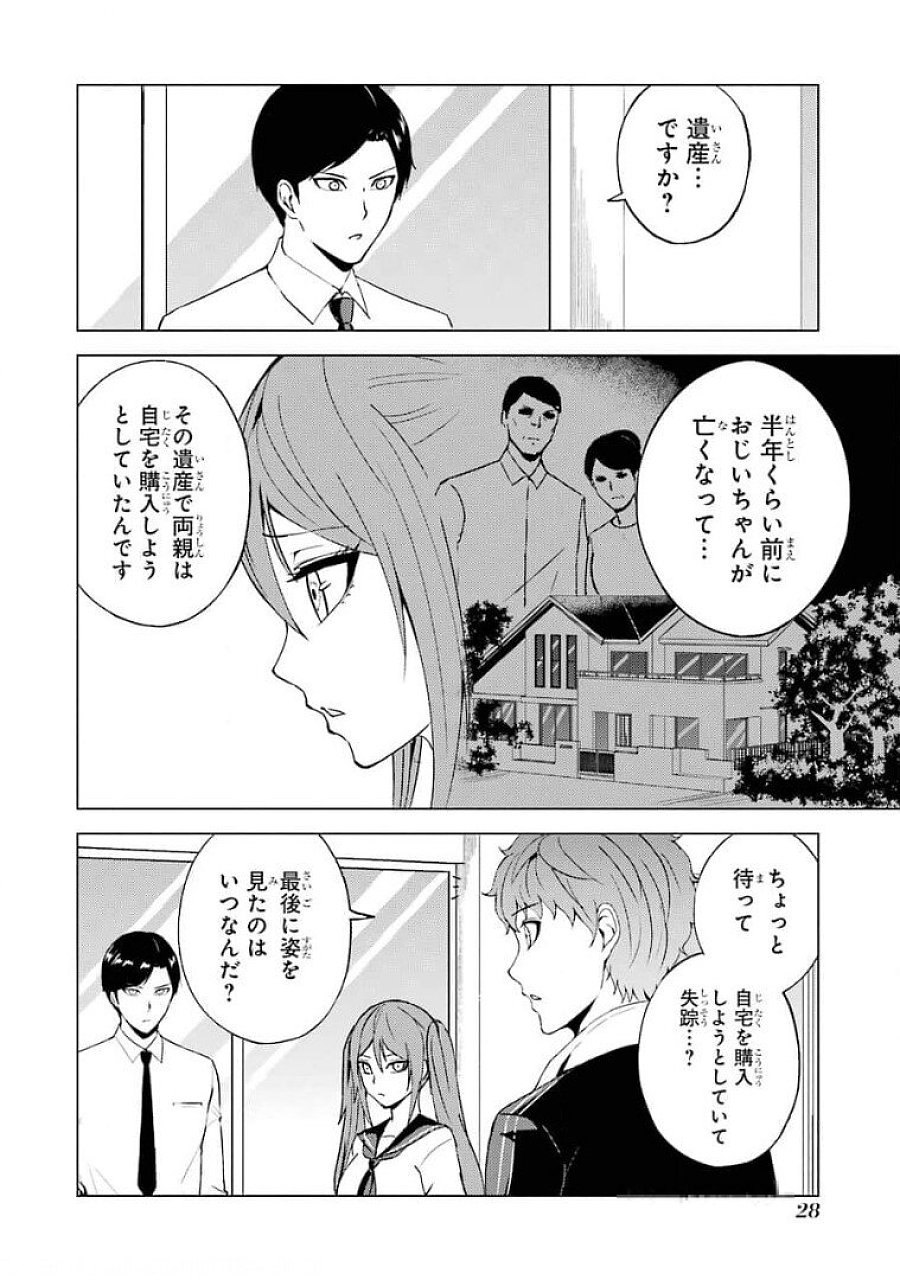 遺産…
ですか？
半年くらい前に
おじいちゃんが
亡くなって…
その遺産で両親は
自宅を購入しよう
としていたんです
ちょっと
待って
自宅を購入
しようとしていて
失踪…？
最後に姿を
見たのは
いつなんだ？
28